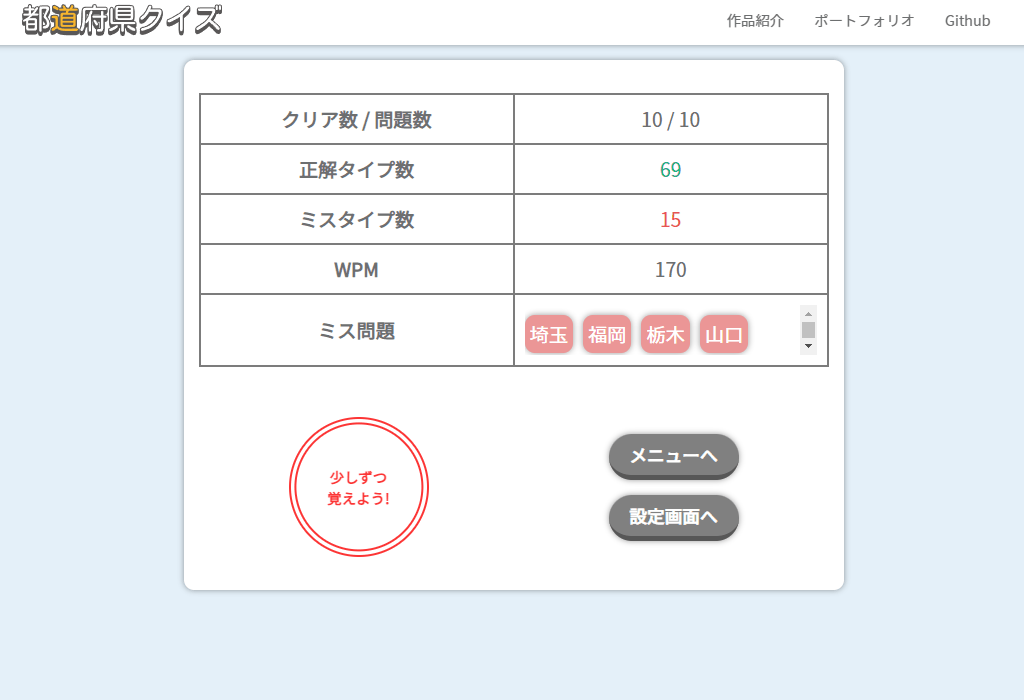 都道府県クイズ
作品紹介 ポートフォリオ Github
クリア数 / 問題数 10 / 10
正解タイプ数 69
ミスタイプ数 15
WPM 170
ミス問題 埼玉 福岡 栃木 山口
少しずつ
覚えよう!
メニューへ
設定画面へ